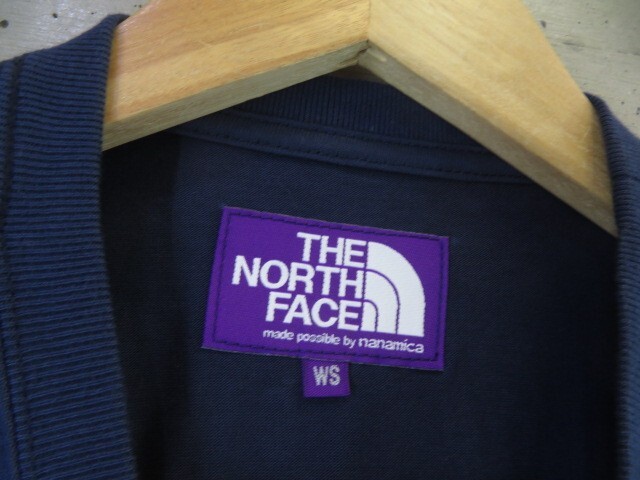 THE
NORTH
FACE
made possible by nanamica
WS